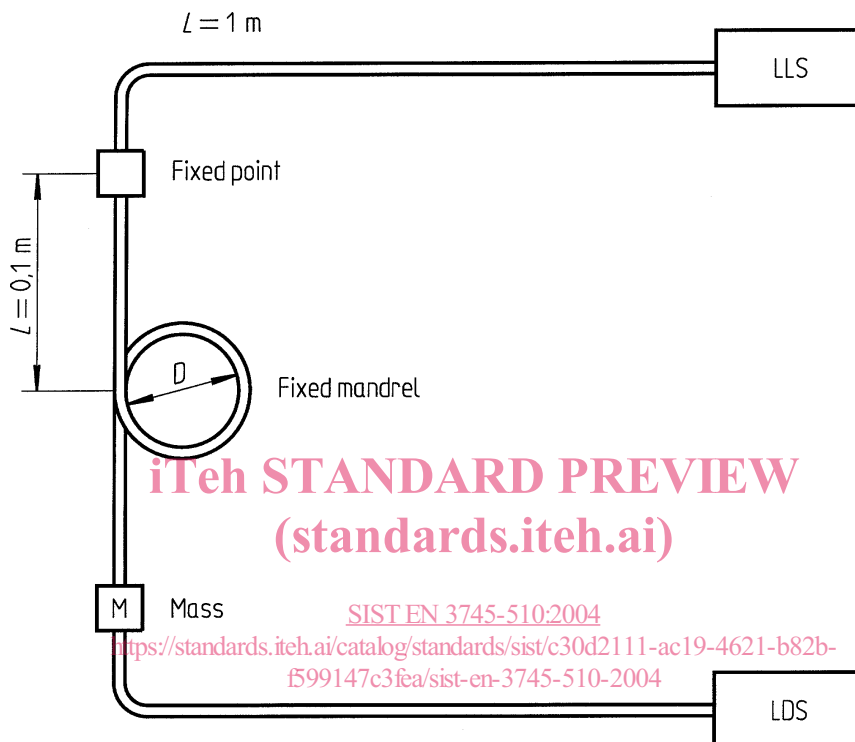 L = 1 m
LLS
Fixed point
L = 0,1 m
D
Fixed mandrel
iTeh STANDARD PREVIEW
(standards.iteh.ai)
M
Mass
SIST EN 3745-510:2004
https://standards.iteh.ai/catalog/standards/sist/c30d2111-ac19-4621-b82b-
f599147c3fea/sist-en-3745-510-2004
LDS